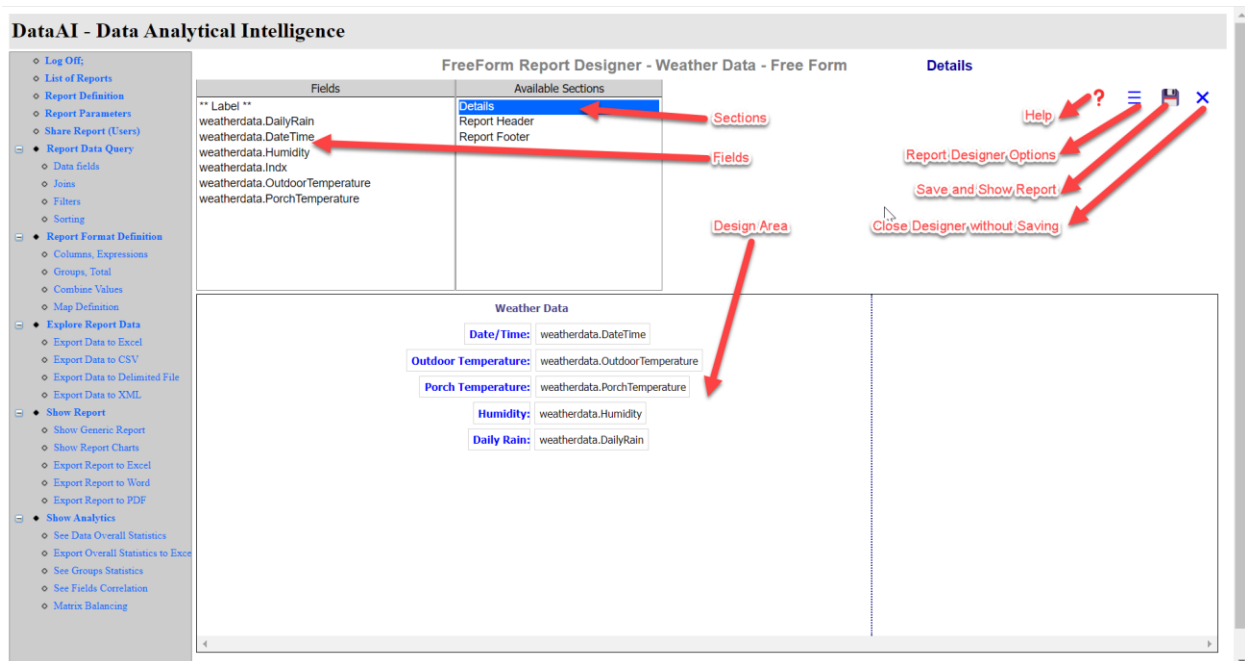 DataAI - Data Analytical Intelligence
Log Off;
List of Reports
Report Definition
Report Parameters
Share Report (Users)
Report Data Query
Data fields
Joins
Filters
Sorting
Report Format Definition
Columns, Expressions
Groups, Total
Combine Values
Map Definition
Explore Report Data
Export Data to Excel
Export Data to CSV
Export Data to Delimited File
Export Data to XML
Show Report
Show Generic Report
Show Report Charts
Export Report to Excel
Export Report to Word
Export Report to PDF
Show Analytics
See Data Overall Statistics
Export Overall Statistics to Exce
See Groups Statistics
See Fields Correlation
Matrix Balancing
FreeForm Report Designer - Weather Data - Free Form
Details
Fields
** Label **
weatherdata.DailyRain
weatherdata.DateTime
weatherdata.Humidity
weatherdata.Indx
weatherdata.OutdoorTemperature
weatherdata.PorchTemperature
Available Sections
Details
Report Header
Report Footer
Sections
Fields
Design Area
?
Help
Report Designer Options
Save and Show Report
Close Designer without Saving
Weather Data
Date/Time: weatherdata.DateTime
Outdoor Temperature: weatherdata.OutdoorTemperature
Porch Temperature: weatherdata.PorchTemperature
Humidity: weatherdata.Humidity
Daily Rain: weatherdata.DailyRain